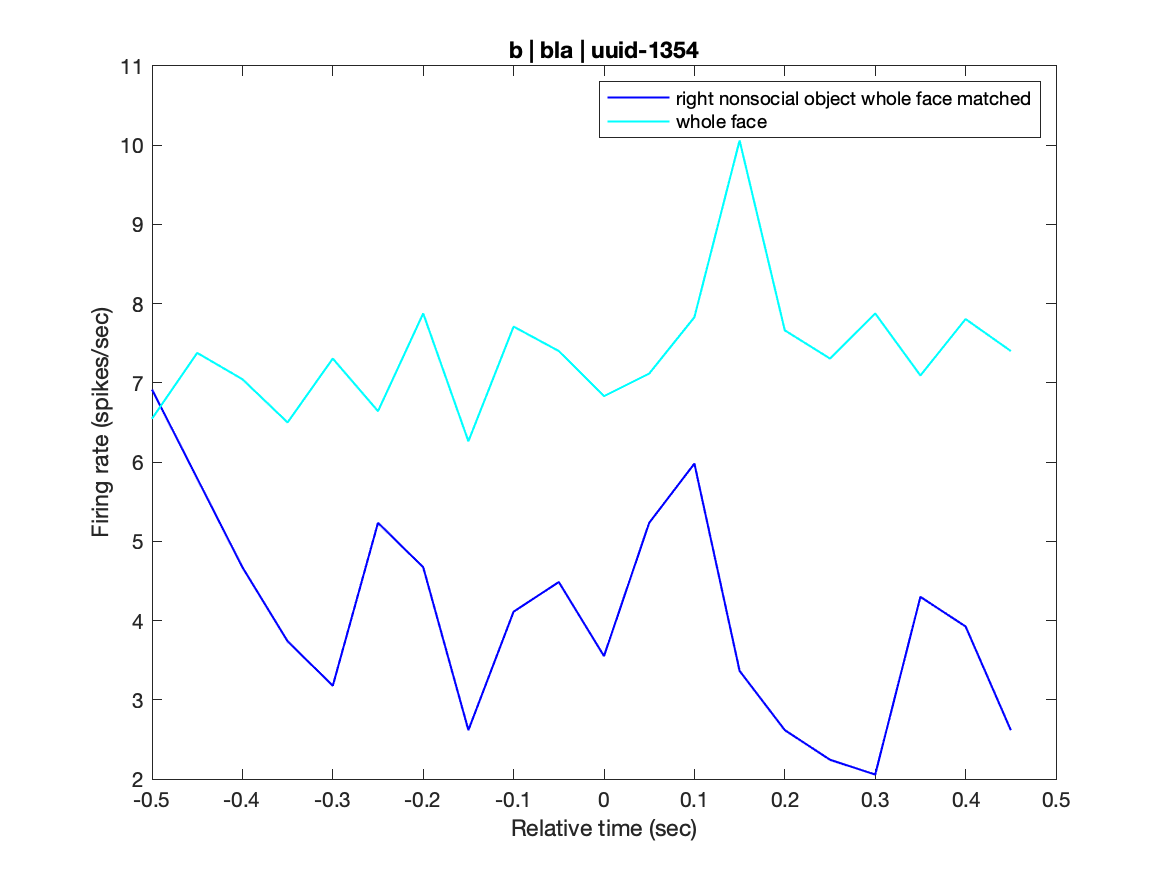 b | bla | uuid-1354
11
10
9
8
7
6
5
4
3
2
Firing rate (spikes/sec)
right nonsocial object whole face matched
whole face
-0.5 -0.4 -0.3 -0.2 -0.1 0 0.1 0.2 0.3 0.4 0.5
Relative time (sec)